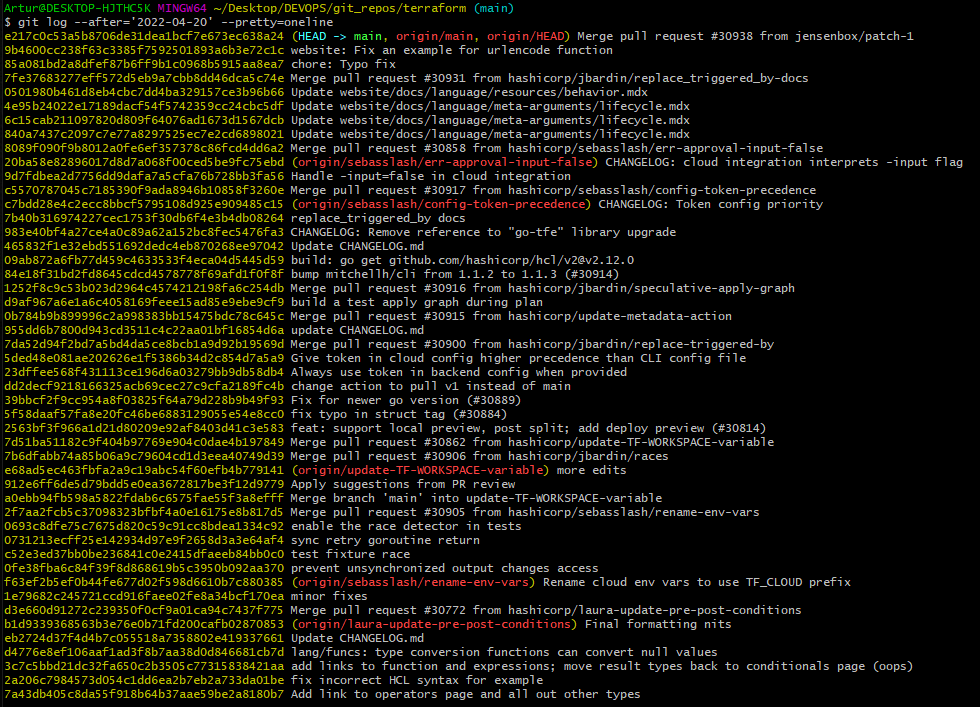 Artur@DESKTOP-HJTHC5K MINGW64 ~/Desktop/DEVOPS/git_repos/terraform (main)
$ git log --after='2022-04-20' --pretty=oneline
e217c0c53a5b8706de31dea1bcf7e673ec638a24 (HEAD -> main, origin/main, origin/HEAD) Merge pull request #30938 from jensenbox/patch-1
9b4600cc238f63c3385f7592501893a6b3e72c1c website: Fix an example for urlencode function
85a081bd2a8dfef87b6ff9b1c0968b5915aa8ea7 chore: Typo fix
7fe37683277eff572d5eb9a7cbb8dd46dca5c74e Merge pull request #30931 from hashicorp/jbardin/replace_triggered_by-docs
0501980b461d8eb4cbc7dd4ba329157ce3b96b66 Update website/docs/language/resources/behavior.mdx
4e95b24022e17189dacf54f5742359cc24cbc5df Update website/docs/language/meta-arguments/lifecycle.mdx
6c15cab211097820d809f64076ad1673d1567dcb Update website/docs/language/meta-arguments/lifecycle.mdx
840a7437c2097c7e77a8297525ec7e2cd6898021 Update website/docs/language/meta-arguments/lifecycle.mdx
8089f090f9b8012a0fe6ef357378c86fcd4dd6a2 Merge pull request #30858 from hashicorp/sebasslash/err-approval-input-false
20ba58e82896017d8d7a068f00ced5be9fc75ebd (origin/sebasslash/err-approval-input-false) CHANGELOG: cloud integration interprets -input flag
9d7fdbea2d7756dd9dafa7a5cfa76b728bb3fa56 Handle -input=false in cloud integration
c5570787045c7185390f9ada8946b10858f3260e Merge pull request #30917 from hashicorp/sebasslash/config-token-precedence
c7bdd28e4c2ecc8bbcf5795108d925e909485c15 (origin/sebasslash/config-token-precedence) CHANGELOG: Token config priority
7b40b316974227cec1753f30db6f4e3b4db08264 replace_triggered_by docs
983e40bf4a27ce4a0c89a62a152bc8fec5476fa3 CHANGELOG: Remove reference to "go-tfe" library upgrade
465832f1e32ebd551692dedc4eb870268ee97042 Update CHANGELOG.md
09ab872a6fb77d459c4633533f4eca04d5445d59 build: go get github.com/hashicorp/hcl/v2@v2.12.0
84e18f31bd2fd8645cdcd4578778f69afd1f0f8f bump mitchellh/cli from 1.1.2 to 1.1.3 (#30914)
1252f8c9c53b023d2964c4574212198fa6c254db Merge pull request #30916 from hashicorp/jbardin/speculative-apply-graph
d9af967a6e1a6c4058169feee15ad85e9ebe9cf9 build a test apply graph during plan
0b784b9b899996c2a998383bb15475bdc78c645c Merge pull request #30915 from hashicorp/update-metadata-action
955dd6b7800d943cd3511c4c22aa01bf16854d6a update CHANGELOG.md
7da52d94f2bd7a5bd4da5ce8bcb1a9d92b19569d Merge pull request #30900 from hashicorp/jbardin/replace-triggered-by
5ded48e081ae202626e1f5386b34d2c854d7a5a9 Give token in cloud config higher precedence than CLI config file
23dffee568f431113ce196d6a03279bb9db58db4 Always use token in backend config when provided
dd2decf9218166325acb69cec27c9cfa2189fc4b change action to pull v1 instead of main
39bbcf2f9cc954a8f03825f64a79d228b9b49f93 Fix for newer go version (#30889)
5f58daaf57fa8e20fc46be6883129055e54e8cc0 fix typo in struct tag (#30884)
2563bf3f966a1d21d80209e92af8403d41c3e583 feat: support local preview, post split; add deploy preview (#30814)
7d51ba51182c9f404b97769e904c0dae4b197849 Merge pull request #30862 from hashicorp/update-TF-WORKSPACE-variable
7b6dfabb74a85b06a9c79604cd1d3eea40749d39 Merge pull request #30906 from hashicorp/jbardin/races
e68ad5ec463fbfa2a9c19abc54f60efb4b779141 (origin/update-TF-WORKSPACE-variable) more edits
912e6ff6de5d79bdd5e0ea3672817be3f12d9779 Apply suggestions from PR review
a0ebb94fb598a5822fdab6c6575fae55f3a8efff Merge branch 'main' into update-TF-WORKSPACE-variable
2f7aa2fcb5c37098323bfbf4a0e16175e8b817d5 Merge pull request #30905 from hashicorp/sebasslash/rename-env-vars
0693c8dfe75c7675d820c59c91cc8bdea1334c92 enable the race detector in tests
0731213ecff25e142934d97e9f2658d3a3e64af4 sync retry goroutine return
c52e3ed37bb0be236841c0e2415dfaeeb84bb0c0 test fixture race
0fe38fba6c84f39f8d868619b5c3950b092aa370 prevent unsynchronized output changes access
f63ef2b5ef0b44fe677d02f598d6610b7c880385 (origin/sebasslash/rename-env-vars) Rename cloud env vars to use TF_CLOUD prefix
1e79682c245721ccd916faee02fe8a34bcf170ea minor fixes
d3e660d91272c239350f0cf9a01ca94c7437f775 Merge pull request #30772 from hashicorp/laura-update-pre-post-conditions
b1d9339368563b3e76e0b71fd200cafb02870853 (origin/laura-update-pre-post-conditions) Final formatting nits
eb2724d37f4d4b7c055518a7358802e419337661 Update CHANGELOG.md
d4776e8ef106aaf1ad3f8b7aa38d0d846681cb7d lang/funcs: type conversion functions can convert null values
3c7c5bbd21dc32fa650c2b3505c77315838421aa add links to function and expressions; move result types back to conditionals page (oops)
2a206c7984573d054c1dd6ea2b7eb2a733da01be fix incorrect HCL syntax for example
7a43db405c8da55f918b64b37aae59be2a8180b7 Add link to operators page and all out other types